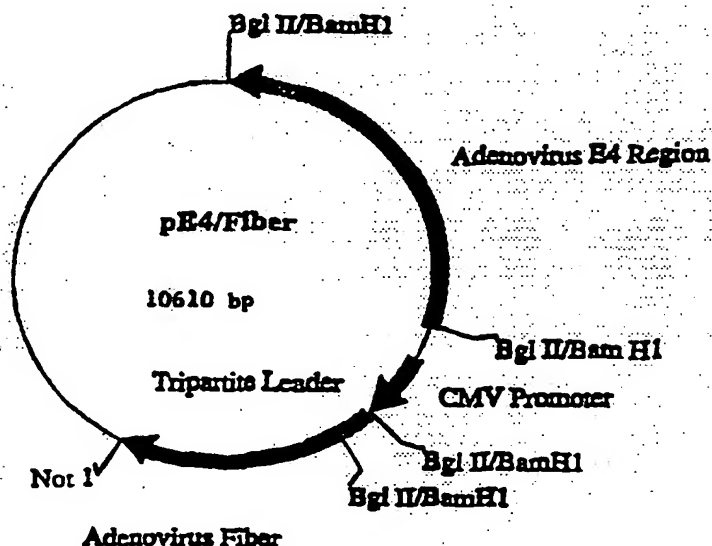 Bgl II/BamH1
Adenovirus E4 Region
pE4/Fiber
10610 bp
Bgl II/Bam H1
Tripartite Leader
CMV Promoter
Bgl II/BamH1
Not 1
Bgl II/BamH1
Adenovirus Fiber